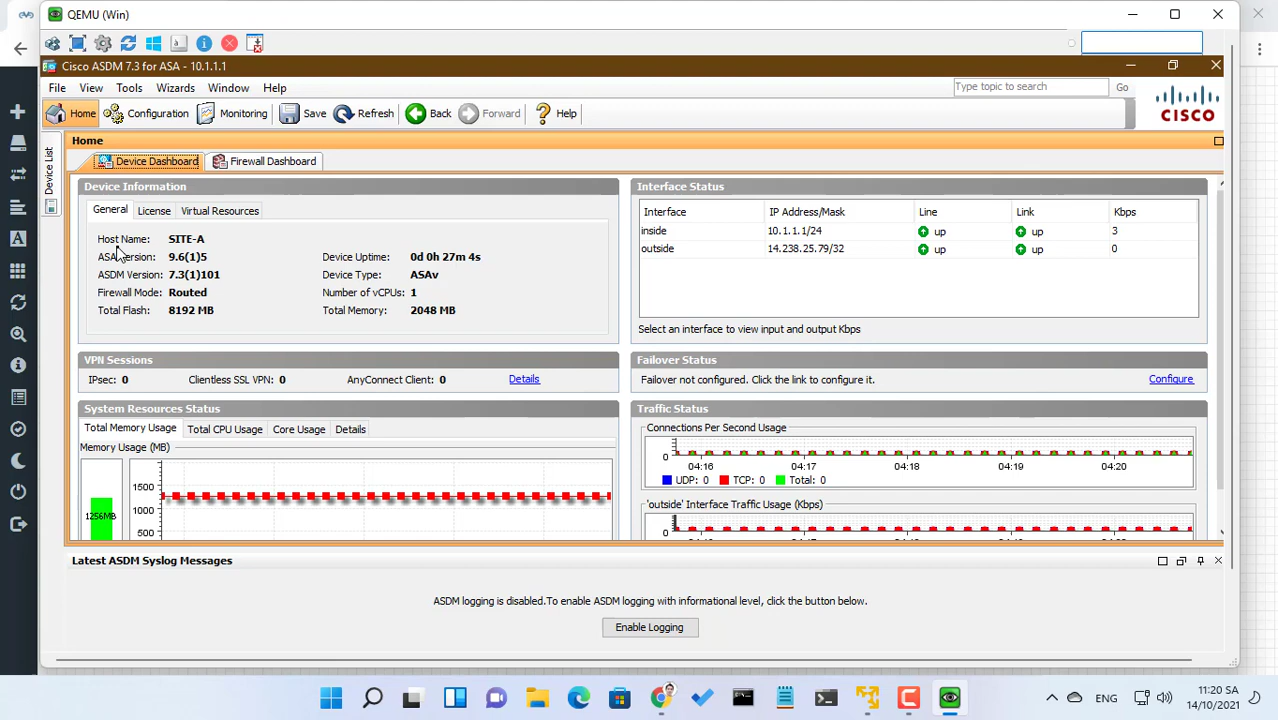 QEMU (Win)
Cisco ASDM 7.3 for ASA - 10.1.1.1
File View Tools Wizards Window Help
Type topic to search Go
Home Configuration Monitoring Save Refresh Back Forward Help
CISCO
Device List
Home
Device Dashboard Firewall Dashboard
Device Information
General License Virtual Resources
Host Name: SITE-A
ASA Version: 9.6(1)5 Device Uptime: 0d 0h 27m 4s
ASDM Version: 7.3(1)101 Device Type: ASAv
Firewall Mode: Routed Number of vCPUs: 1
Total Flash: 8192 MB Total Memory: 2048 MB
Interface Status
Interface IP Address/Mask Line Link Kbps
inside 10.1.1.1/24 up up 3
outside 14.238.25.79/32 up up 0
Select an interface to view input and output Kbps
VPN Sessions
IPsec: 0 Clientless SSL VPN: 0 AnyConnect Client: 0 Details
Failover Status
Failover not configured. Click the link to configure it. Configure
System Resources Status
Total Memory Usage Total CPU Usage Core Usage Details
Memory Usage (MB)
1256MB
1500
1000
500
Traffic Status
Connections Per Second Usage
0
04:16 04:17 04:18 04:19 04:20
UDP: 0 TCP: 0 Total: 0
'outside' Interface Traffic Usage (Kbps)
0
Latest ASDM Syslog Messages
ASDM logging is disabled.To enable ASDM logging with informational level, click the button below.
Enable Logging
ENG
11:20 SA
14/10/2021